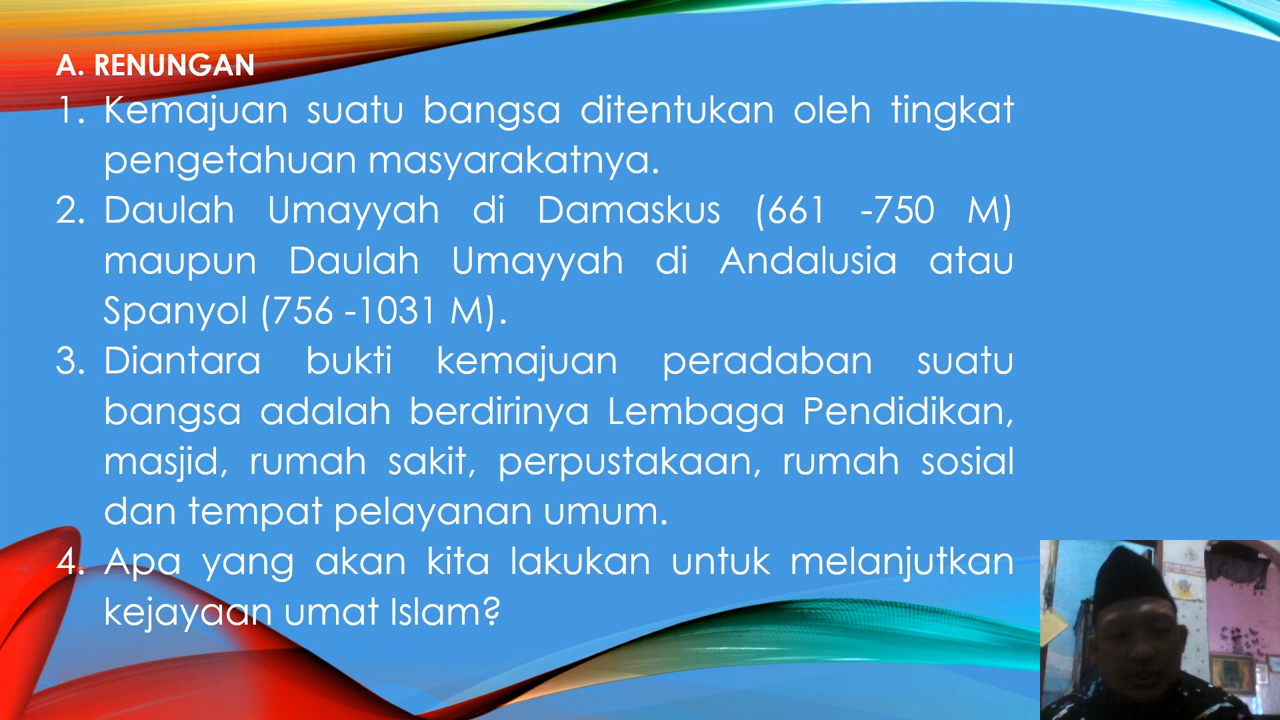 A. RENUNGAN
1. Kemajuan suatu bangsa ditentukan oleh tingkat
pengetahuan masyarakatnya.
2. Daulah Umayyah di Damaskus (661 -750 M)
maupun Daulah Umayyah di Andalusia atau
Spanyol (756 -1031 M).
3. Diantara bukti kemajuan peradaban suatu
bangsa adalah berdirinya Lembaga Pendidikan,
masjid, rumah sakit, perpustakaan, rumah sosial
dan tempat pelayanan umum.
4. Apa yang akan kita lakukan untuk melanjutkan
kejayaan umat Islam?